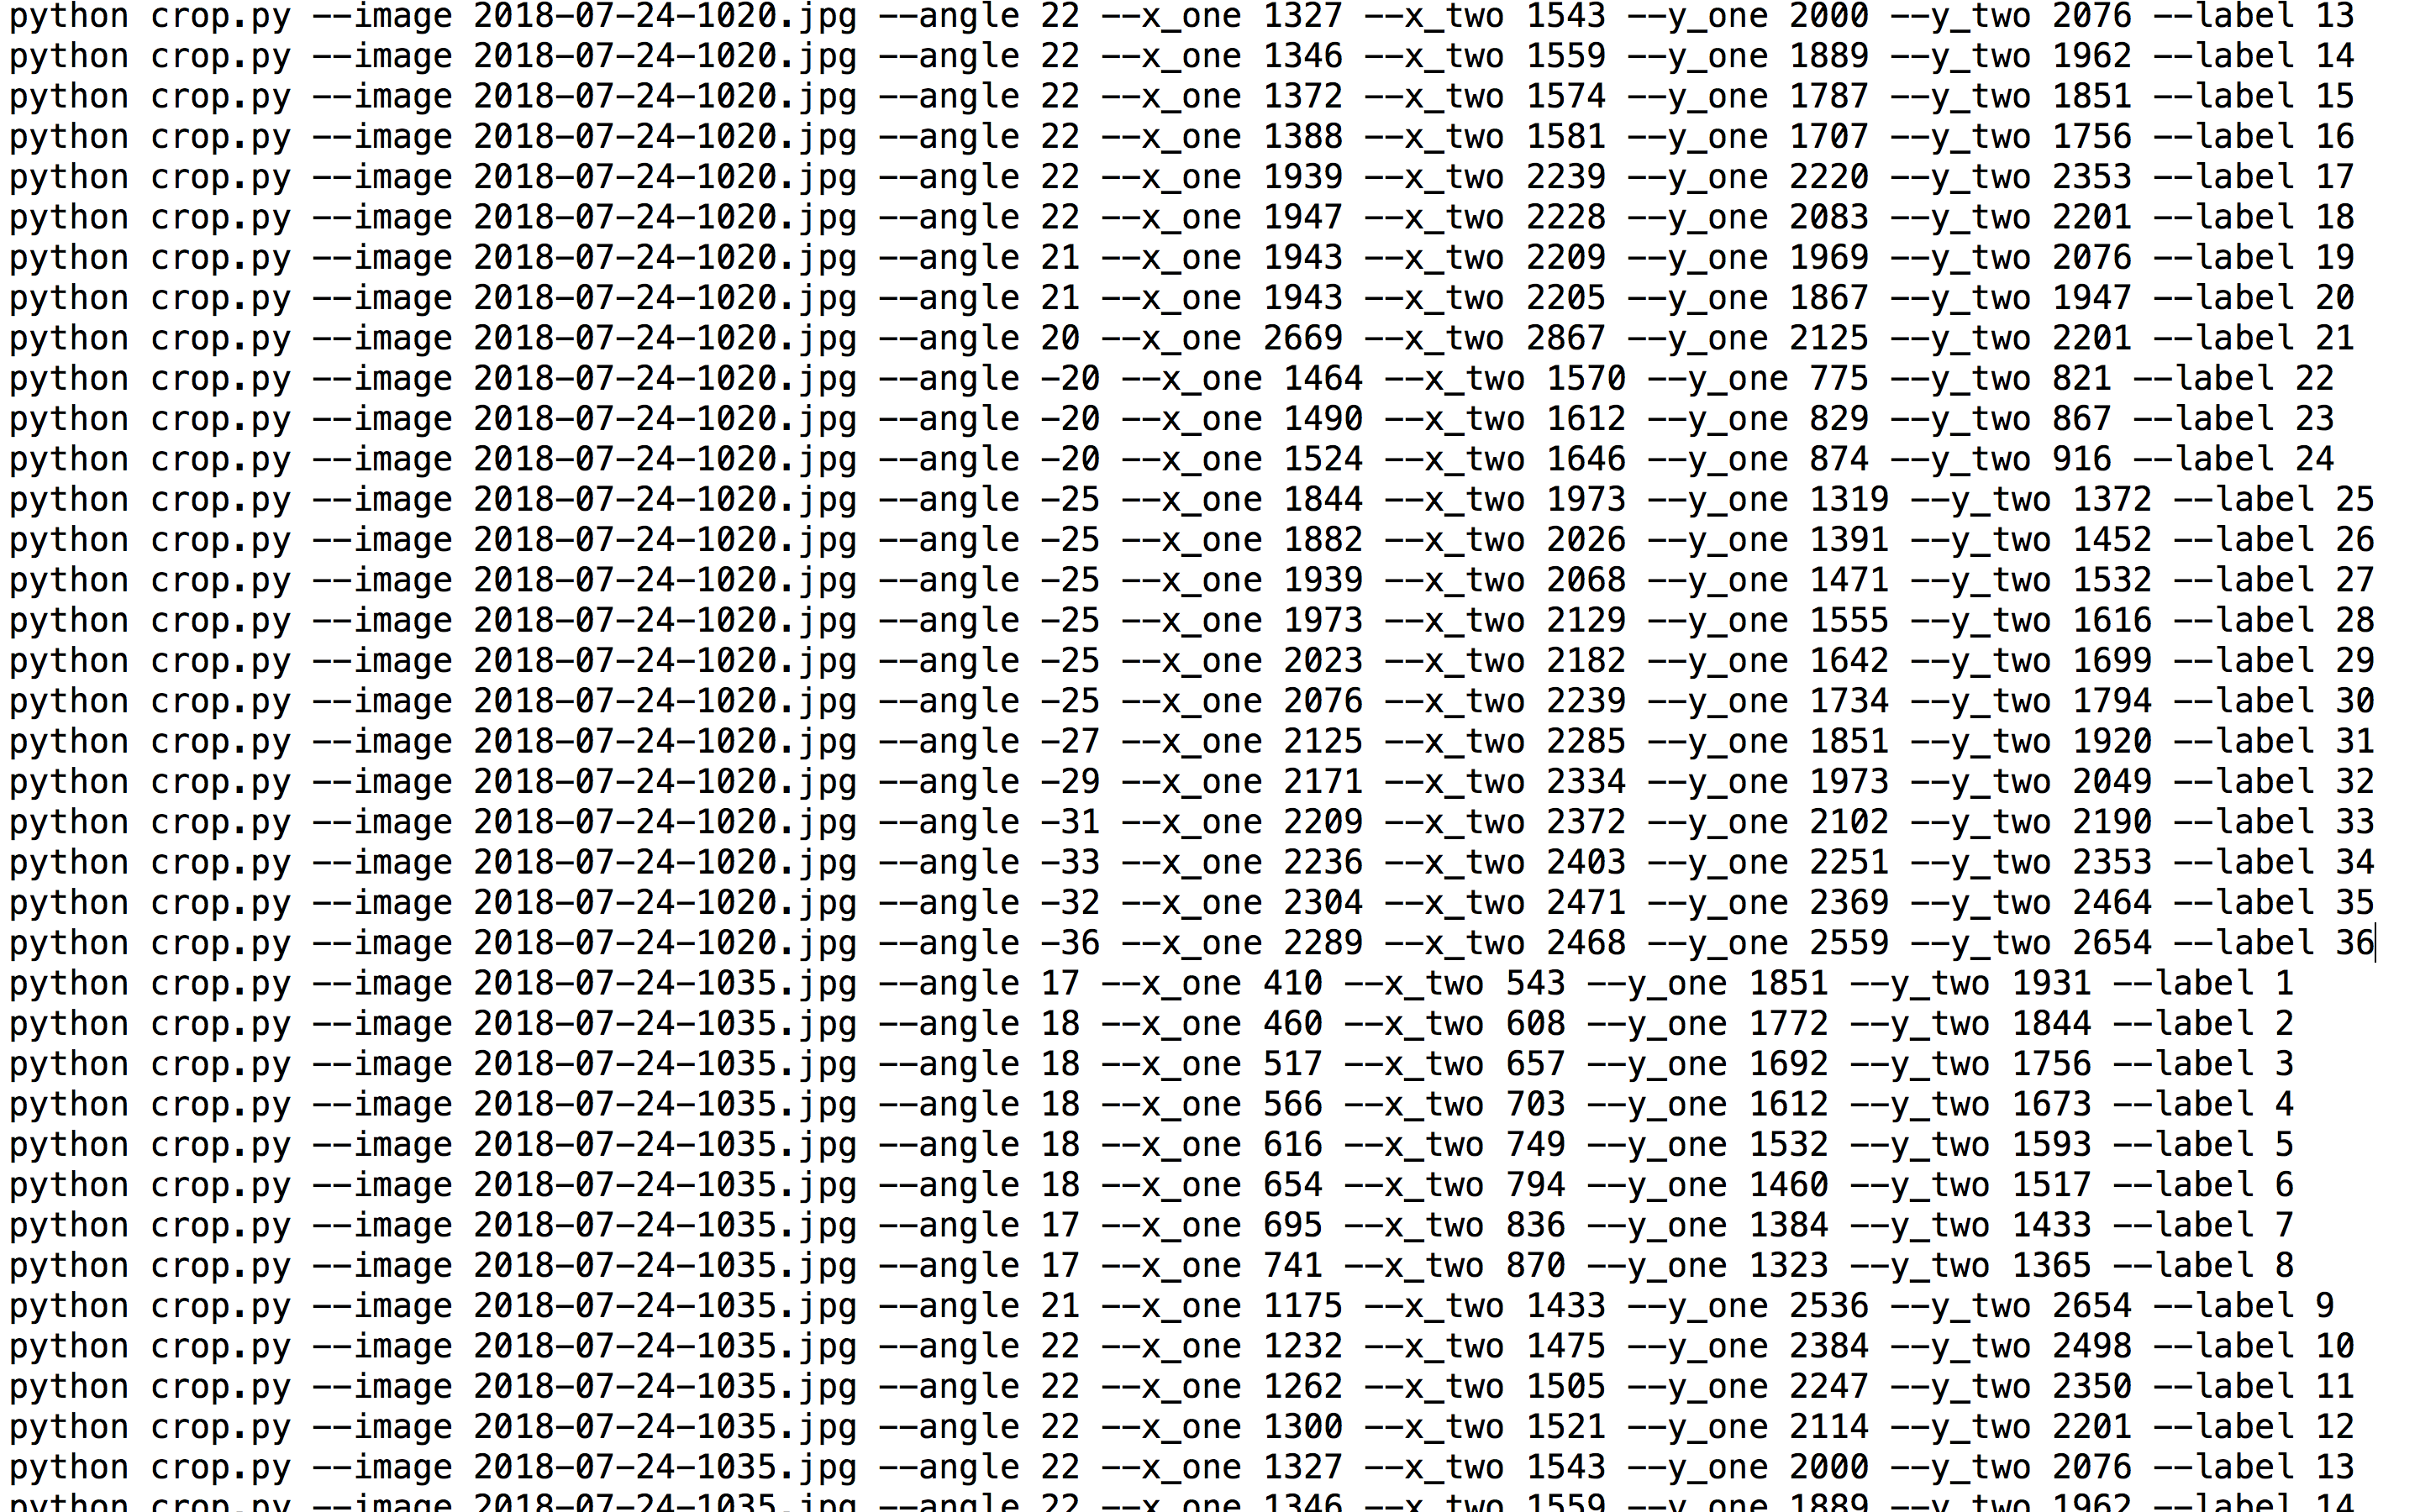 python crop.py --image 2018-07-24-1020.jpg --angle 22 --x_one 1327 --x_two 1543 --y_one 2000 --y_two 2076 --label 13
python crop.py --image 2018-07-24-1020.jpg --angle 22 --x_one 1346 --x_two 1559 --y_one 1889 --y_two 1962 --label 14
python crop.py --image 2018-07-24-1020.jpg --angle 22 --x_one 1372 --x_two 1574 --y_one 1787 --y_two 1851 --label 15
python crop.py --image 2018-07-24-1020.jpg --angle 22 --x_one 1388 --x_two 1581 --y_one 1707 --y_two 1756 --label 16
python crop.py --image 2018-07-24-1020.jpg --angle 22 --x_one 1939 --x_two 2239 --y_one 2220 --y_two 2353 --label 17
python crop.py --image 2018-07-24-1020.jpg --angle 22 --x_one 1947 --x_two 2228 --y_one 2083 --y_two 2201 --label 18
python crop.py --image 2018-07-24-1020.jpg --angle 21 --x_one 1943 --x_two 2209 --y_one 1969 --y_two 2076 --label 19
python crop.py --image 2018-07-24-1020.jpg --angle 21 --x_one 1943 --x_two 2205 --y_one 1867 --y_two 1947 --label 20
python crop.py --image 2018-07-24-1020.jpg --angle 20 --x_one 2669 --x_two 2867 --y_one 2125 --y_two 2201 --label 21
python crop.py --image 2018-07-24-1020.jpg --angle -20 --x_one 1464 --x_two 1570 --y_one 775 --y_two 821 --label 22
python crop.py --image 2018-07-24-1020.jpg --angle -20 --x_one 1490 --x_two 1612 --y_one 829 --y_two 867 --label 23
python crop.py --image 2018-07-24-1020.jpg --angle -20 --x_one 1524 --x_two 1646 --y_one 874 --y_two 916 --label 24
python crop.py --image 2018-07-24-1020.jpg --angle -25 --x_one 1844 --x_two 1973 --y_one 1319 --y_two 1372 --label 25
python crop.py --image 2018-07-24-1020.jpg --angle -25 --x_one 1882 --x_two 2026 --y_one 1391 --y_two 1452 --label 26
python crop.py --image 2018-07-24-1020.jpg --angle -25 --x_one 1939 --x_two 2068 --y_one 1471 --y_two 1532 --label 27
python crop.py --image 2018-07-24-1020.jpg --angle -25 --x_one 1973 --x_two 2129 --y_one 1555 --y_two 1616 --label 28
python crop.py --image 2018-07-24-1020.jpg --angle -25 --x_one 2023 --x_two 2182 --y_one 1642 --y_two 1699 --label 29
python crop.py --image 2018-07-24-1020.jpg --angle -25 --x_one 2076 --x_two 2239 --y_one 1734 --y_two 1794 --label 30
python crop.py --image 2018-07-24-1020.jpg --angle -27 --x_one 2125 --x_two 2285 --y_one 1851 --y_two 1920 --label 31
python crop.py --image 2018-07-24-1020.jpg --angle -29 --x_one 2171 --x_two 2334 --y_one 1973 --y_two 2049 --label 32
python crop.py --image 2018-07-24-1020.jpg --angle -31 --x_one 2209 --x_two 2372 --y_one 2102 --y_two 2190 --label 33
python crop.py --image 2018-07-24-1020.jpg --angle -33 --x_one 2236 --x_two 2403 --y_one 2251 --y_two 2353 --label 34
python crop.py --image 2018-07-24-1020.jpg --angle -32 --x_one 2304 --x_two 2471 --y_one 2369 --y_two 2464 --label 35
python crop.py --image 2018-07-24-1020.jpg --angle -36 --x_one 2289 --x_two 2468 --y_one 2559 --y_two 2654 --label 36
python crop.py --image 2018-07-24-1035.jpg --angle 17 --x_one 410 --x_two 543 --y_one 1851 --y_two 1931 --label 1
python crop.py --image 2018-07-24-1035.jpg --angle 18 --x_one 460 --x_two 608 --y_one 1772 --y_two 1844 --label 2
python crop.py --image 2018-07-24-1035.jpg --angle 18 --x_one 517 --x_two 657 --y_one 1692 --y_two 1756 --label 3
python crop.py --image 2018-07-24-1035.jpg --angle 18 --x_one 566 --x_two 703 --y_one 1612 --y_two 1673 --label 4
python crop.py --image 2018-07-24-1035.jpg --angle 18 --x_one 616 --x_two 749 --y_one 1532 --y_two 1593 --label 5
python crop.py --image 2018-07-24-1035.jpg --angle 18 --x_one 654 --x_two 794 --y_one 1460 --y_two 1517 --label 6
python crop.py --image 2018-07-24-1035.jpg --angle 17 --x_one 695 --x_two 836 --y_one 1384 --y_two 1433 --label 7
python crop.py --image 2018-07-24-1035.jpg --angle 17 --x_one 741 --x_two 870 --y_one 1323 --y_two 1365 --label 8
python crop.py --image 2018-07-24-1035.jpg --angle 21 --x_one 1175 --x_two 1433 --y_one 2536 --y_two 2654 --label 9
python crop.py --image 2018-07-24-1035.jpg --angle 22 --x_one 1232 --x_two 1475 --y_one 2384 --y_two 2498 --label 10
python crop.py --image 2018-07-24-1035.jpg --angle 22 --x_one 1262 --x_two 1505 --y_one 2247 --y_two 2350 --label 11
python crop.py --image 2018-07-24-1035.jpg --angle 22 --x_one 1300 --x_two 1521 --y_one 2114 --y_two 2201 --label 12
python crop.py --image 2018-07-24-1035.jpg --angle 22 --x_one 1327 --x_two 1543 --y_one 2000 --y_two 2076 --label 13
python crop.py --image 2018-07-24-1035.jpg --angle 22 --x_one 1346 --x_two 1559 --y_one 1889 --y_two 1962 --label 14